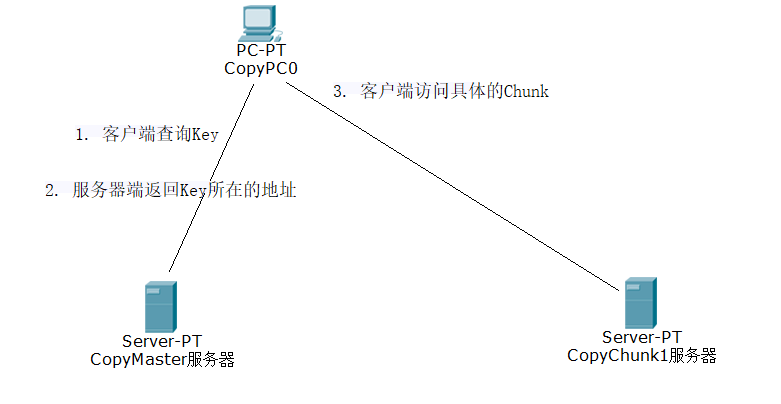 PC-PT
CopyPC0
3. 客户端访问具体的Chunk
1. 客户端查询Key
2. 服务器端返回Key所在的地址
Server-PT
CopyMaster服务器
Server-PT
CopyChunk1服务器